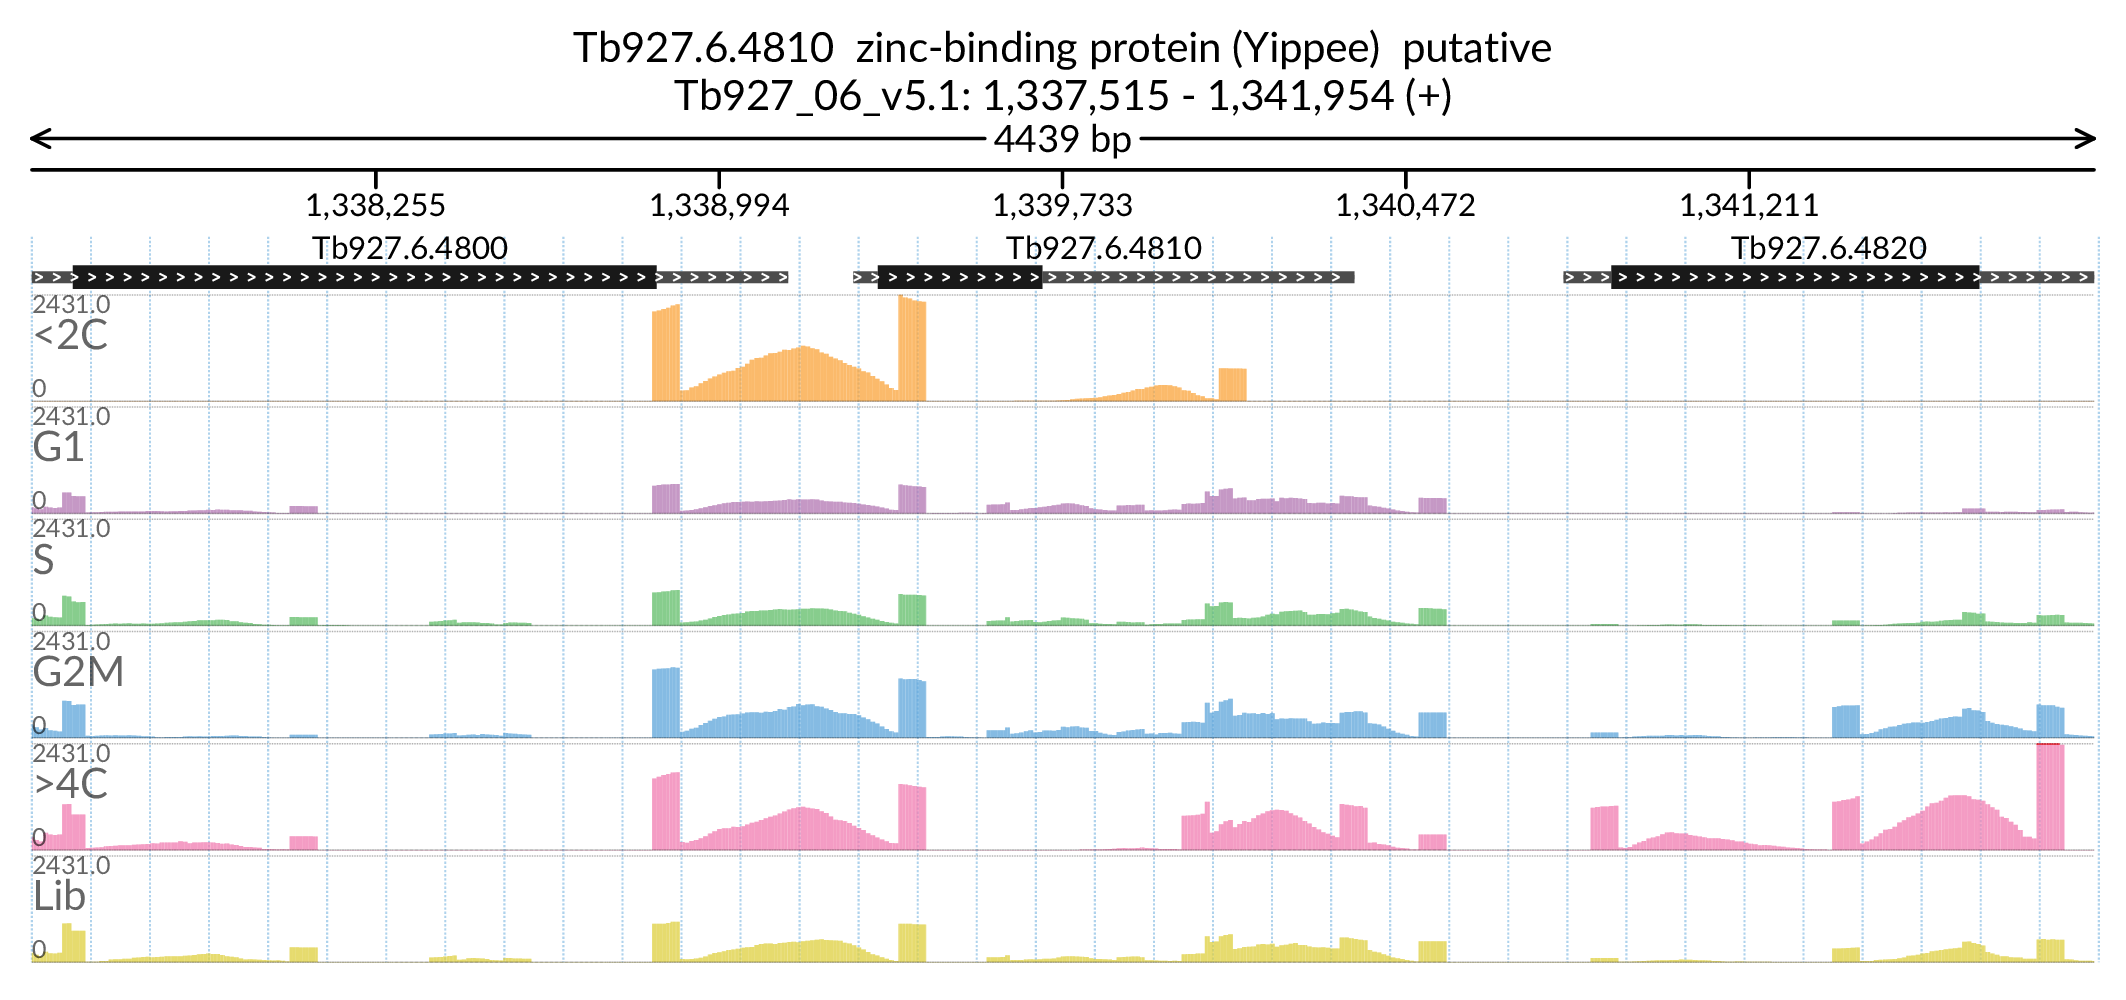 Tb927.6.4810  zinc-binding protein (Yippee)  putative
Tb927_06_v5.1: 1,337,515 - 1,341,954 (+)
4439 bp
1,338,255 1,338,994 1,339,733 1,340,472 1,341,211
Tb927.6.4800 Tb927.6.4810 Tb927.6.4820
2431.0
<2C
0
2431.0
G1
0
2431.0
S
0
2431.0
G2M
0
2431.0
>4C
0
2431.0
Lib
0